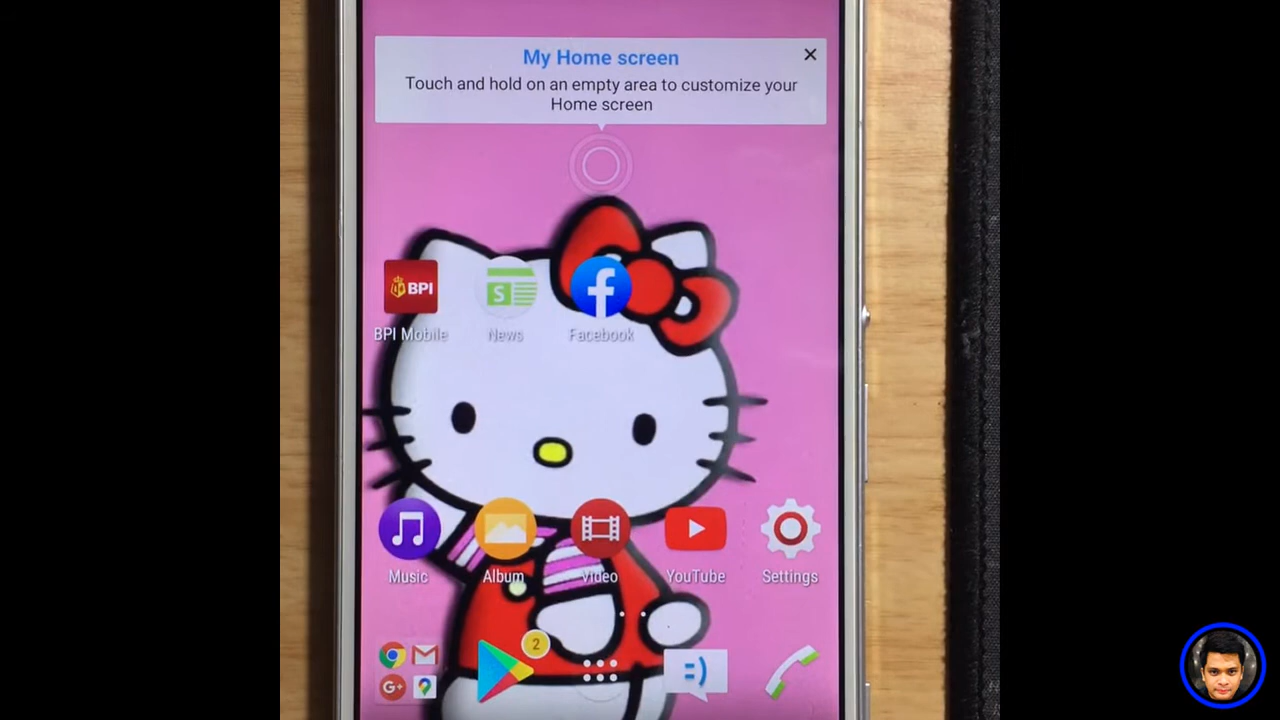 My Home screen
Touch and hold on an empty area to customize your
Home screen
BPI
S
f
BPI Mobile
News
Facebook
Music
Album
Video
YouTube
Settings
2
G+
:)